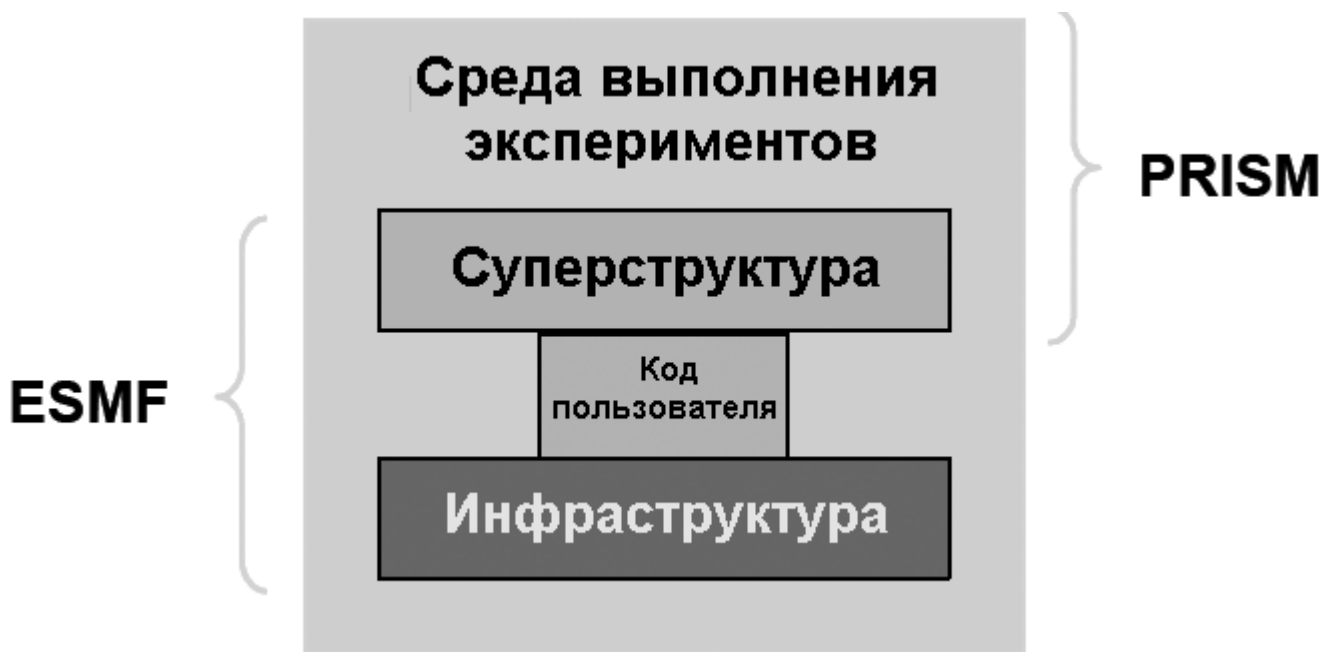 Среда выполнения
экспериментов
PRISM
Суперструктура
Код
пользователя
ESMF
Инфраструктура